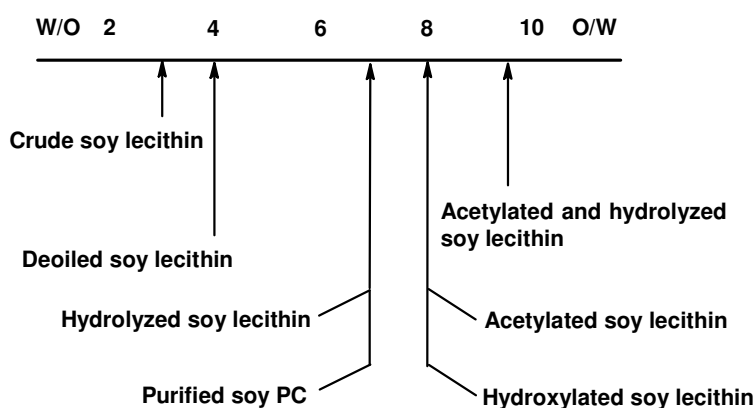 W/O 2 4 6 8 10 O/W
Crude soy lecithin
Acetylated and hydrolyzed
soy lecithin
Deoiled soy lecithin
Hydrolyzed soy lecithin
Acetylated soy lecithin
Purified soy PC
Hydroxylated soy lecithin